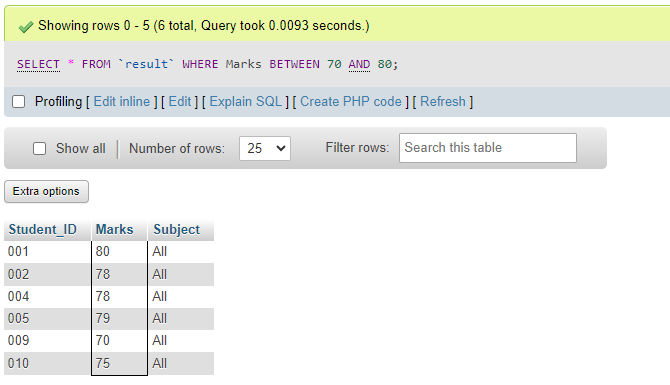 Showing rows 0 - 5 (6 total, Query took 0.0093 seconds.)
SELECT * FROM `result` WHERE Marks BETWEEN 70 AND 80;
Profiling [ Edit inline ] [ Edit ] [ Explain SQL ] [ Create PHP code ] [ Refresh ]
Show all | Number of rows: 25 Filter rows: Search this table
Extra options
Student_ID Marks Subject
001 80 All
002 78 All
004 78 All
005 79 All
009 70 All
010 75 All